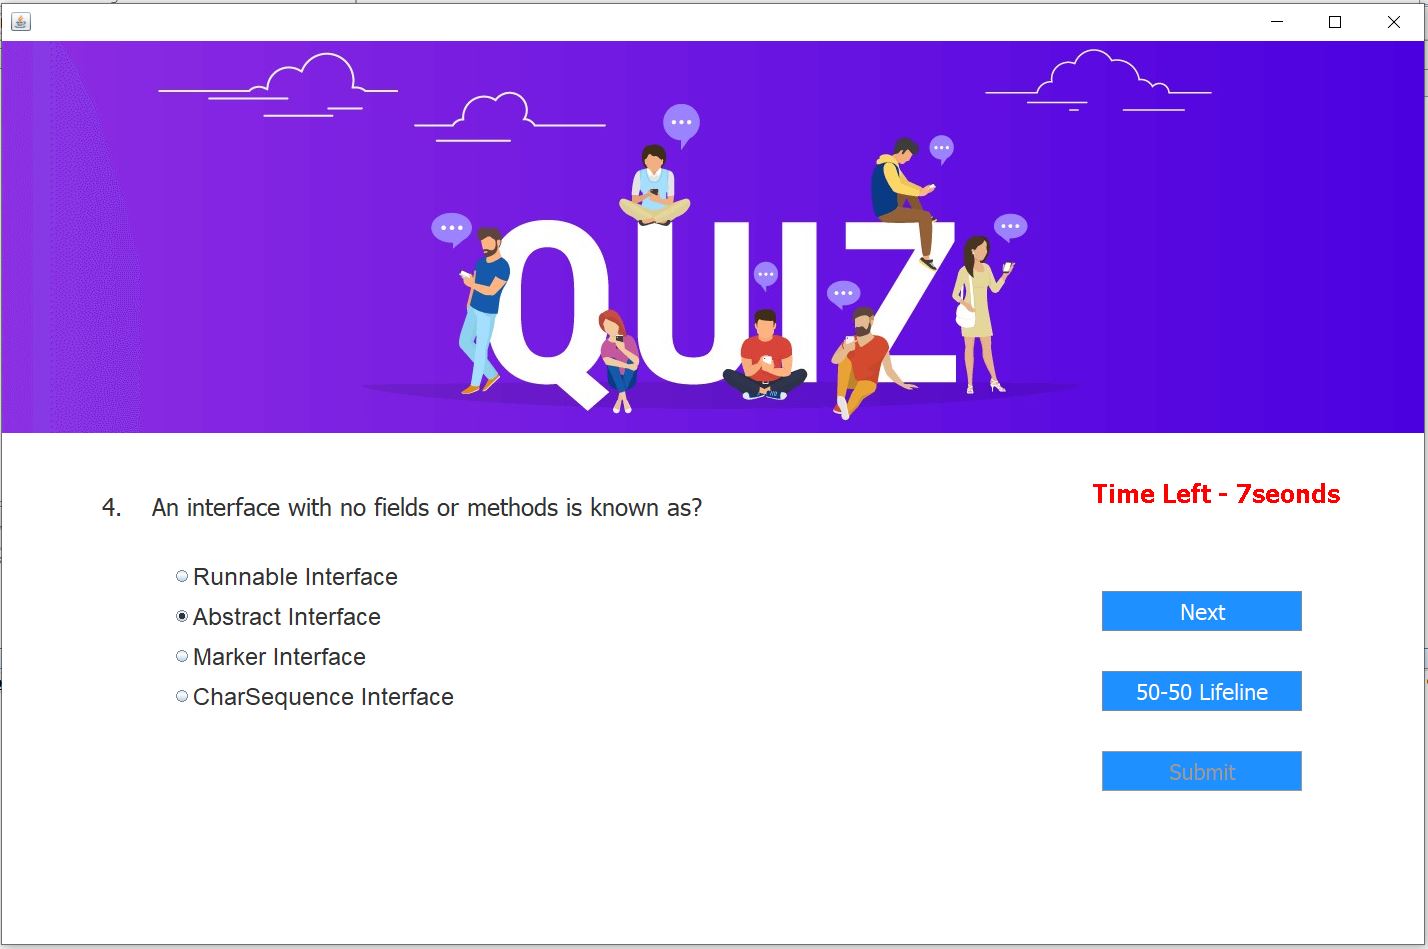 QUIZ
4. An interface with no fields or methods is known as?
Time Left - 7seonds
Runnable Interface
Abstract Interface
Marker Interface
CharSequence Interface
Next
50-50 Lifeline
Submit